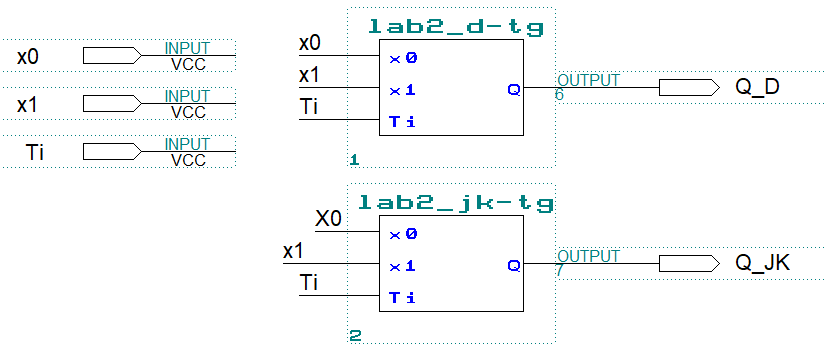 x0 INPUT VCC
x1 INPUT VCC
Ti INPUT VCC
lab2_d-tg
x0 x0
x1 x1 Q OUTPUT 6 Q_D
Ti Ti
1
lab2_jk-tg
X0 x0
x1 x1 Q OUTPUT 7 Q_JK
Ti Ti
2